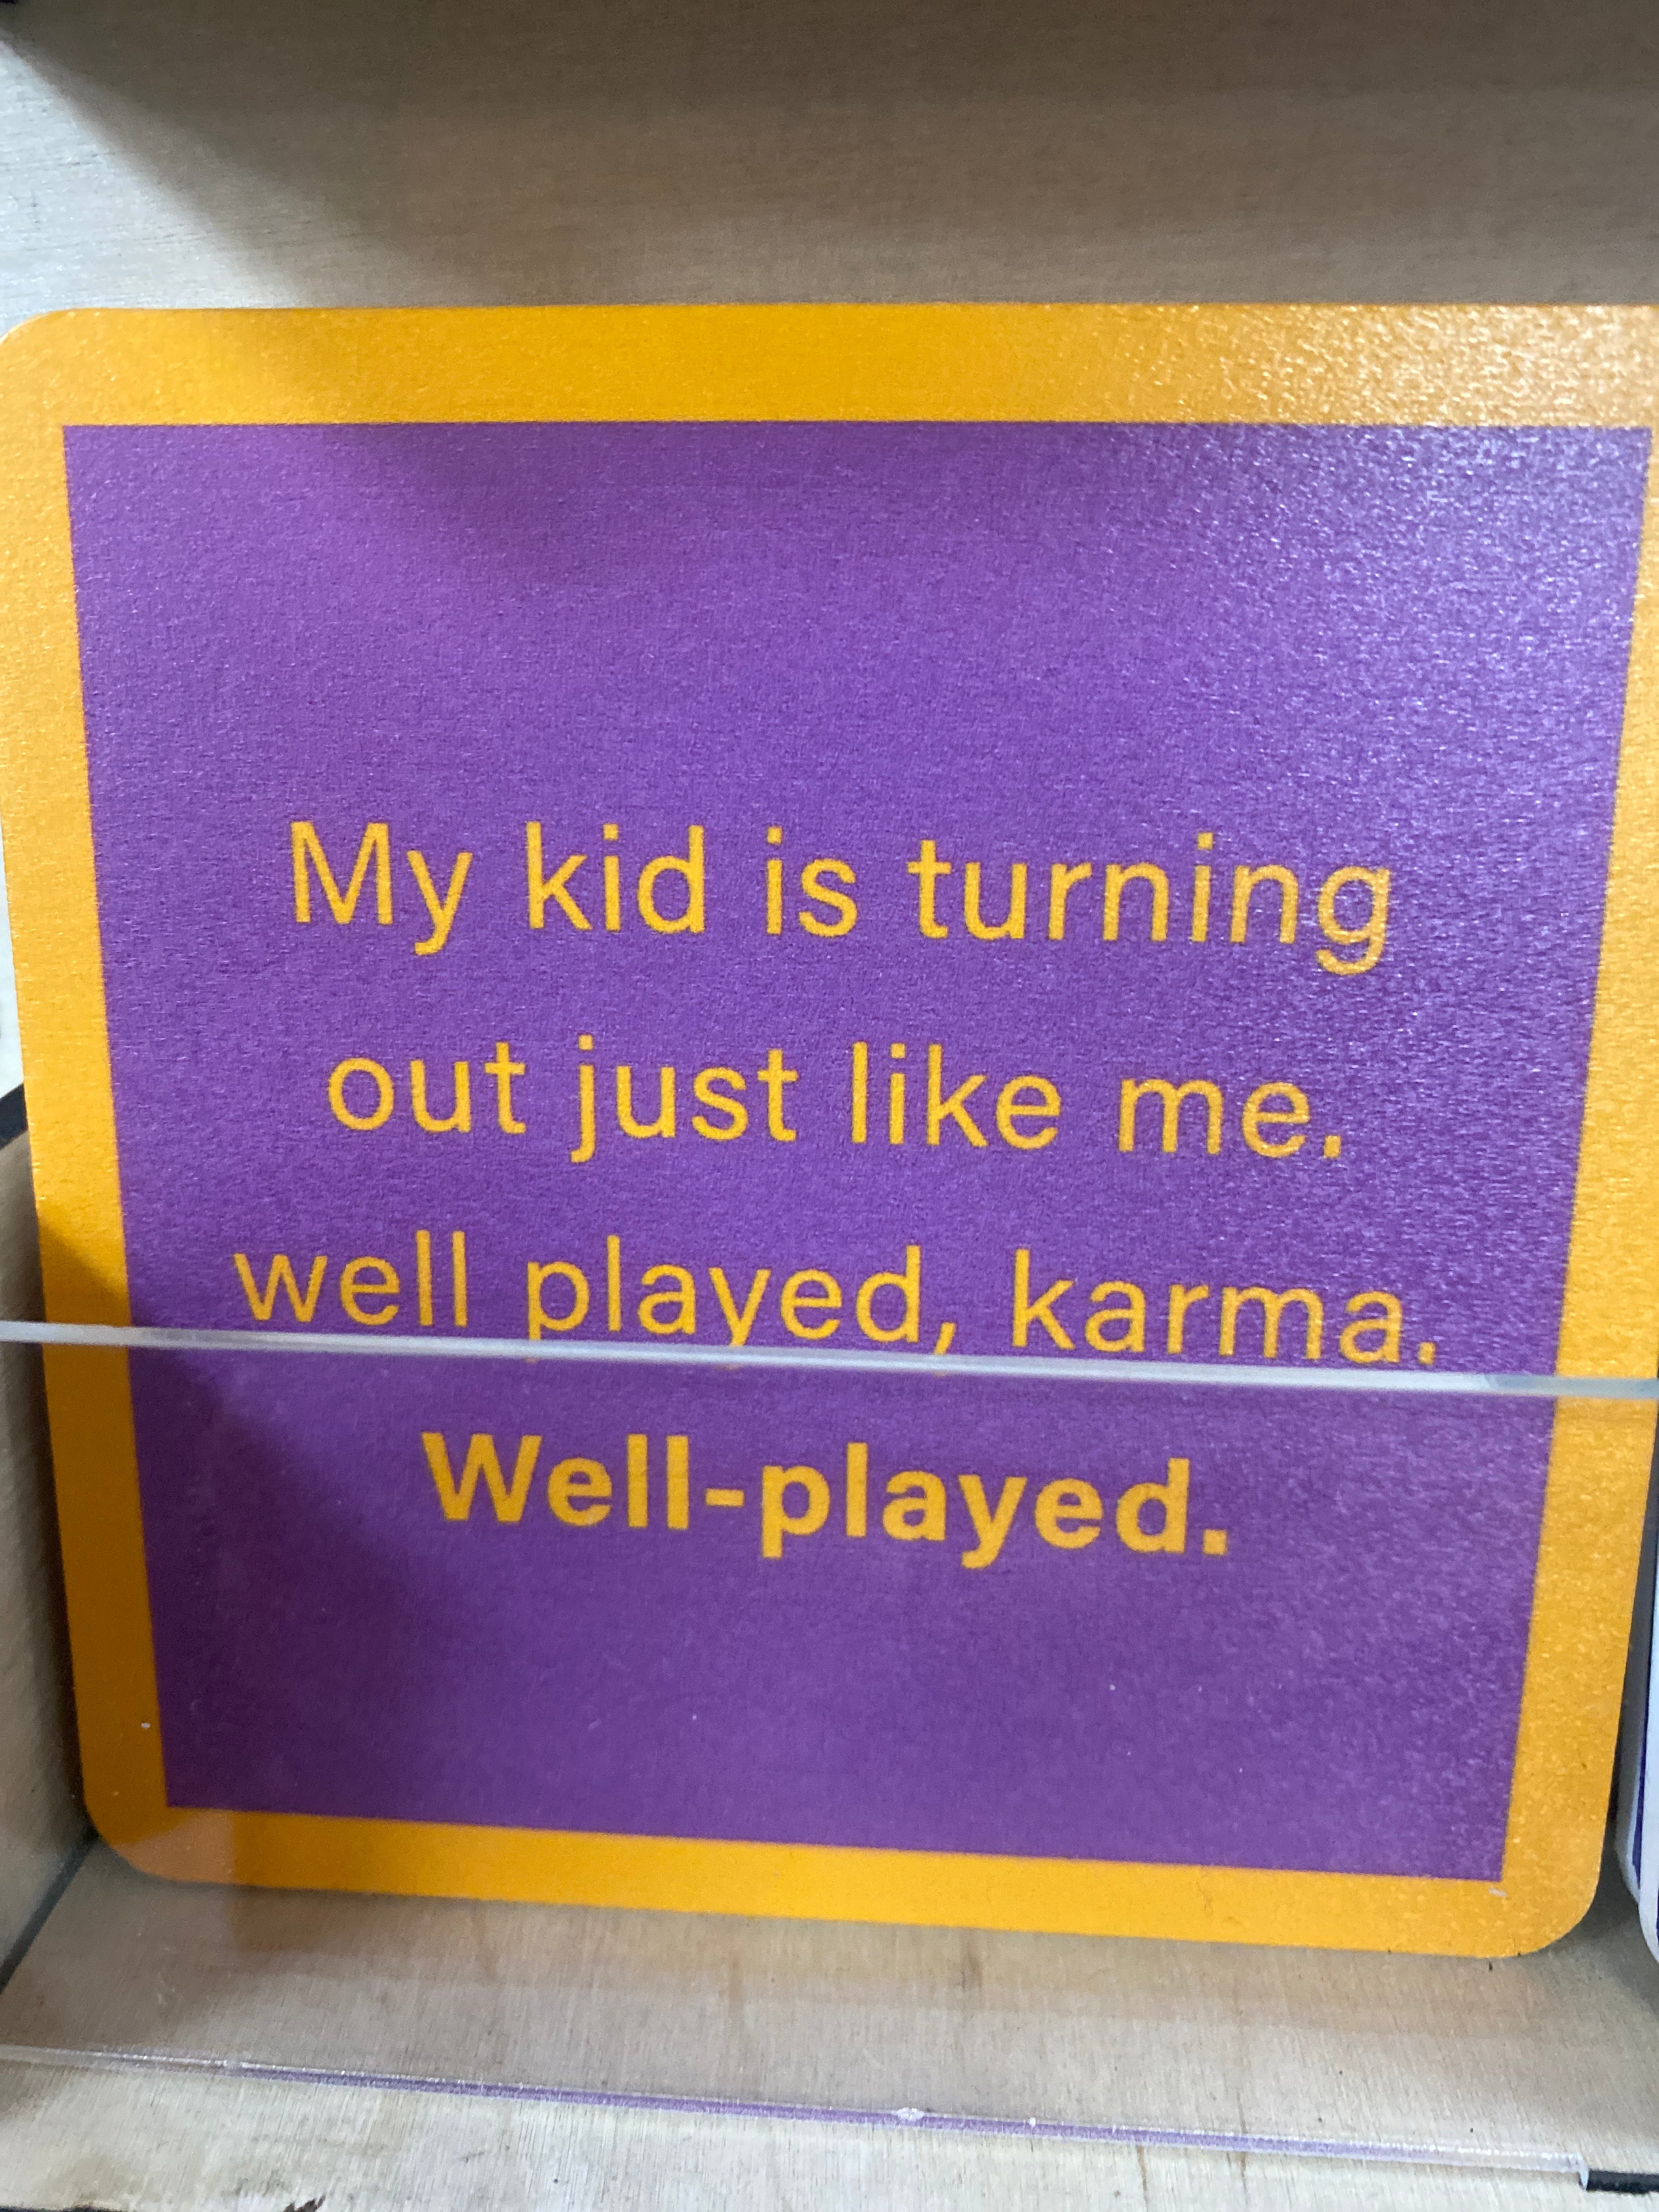 My kid is turning
out just like me.
well played, karma.
Well-played.